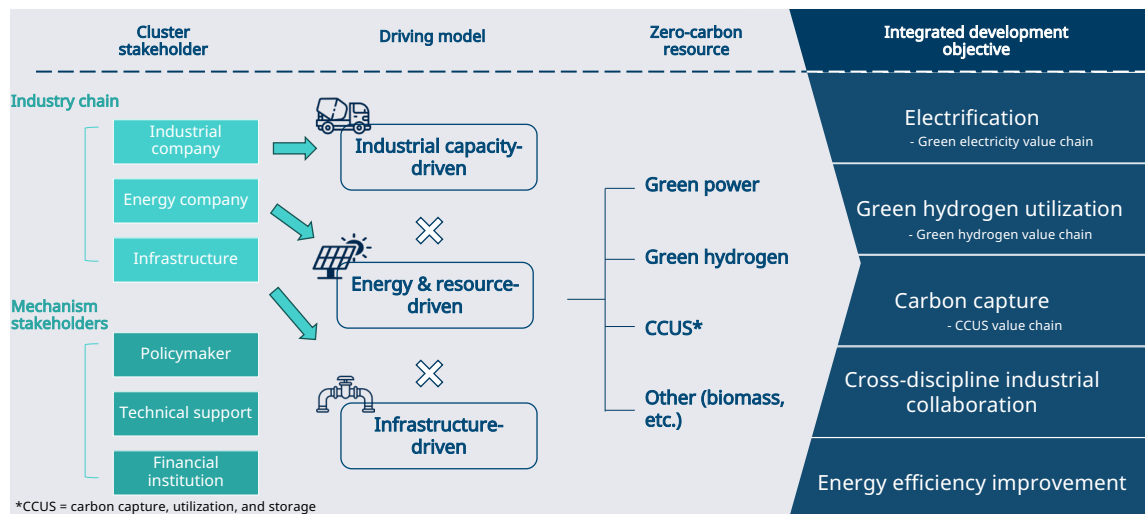 Cluster
stakeholder
Driving model
Zero-carbon
resource
Integrated development
objective
Industry chain
Industrial
company
Energy company
Infrastructure
Mechanism
stakeholders
Policymaker
Technical support
Financial
institution
Industrial capacity-
driven
Energy & resource-
driven
Infrastructure-
driven
Green power
Green hydrogen
CCUS*
Other (biomass,
etc.)
Electrification
- Green electricity value chain
Green hydrogen utilization
- Green hydrogen value chain
Carbon capture
- CCUS value chain
Cross-discipline industrial
collaboration
Energy efficiency improvement
*CCUS = carbon capture, utilization, and storage